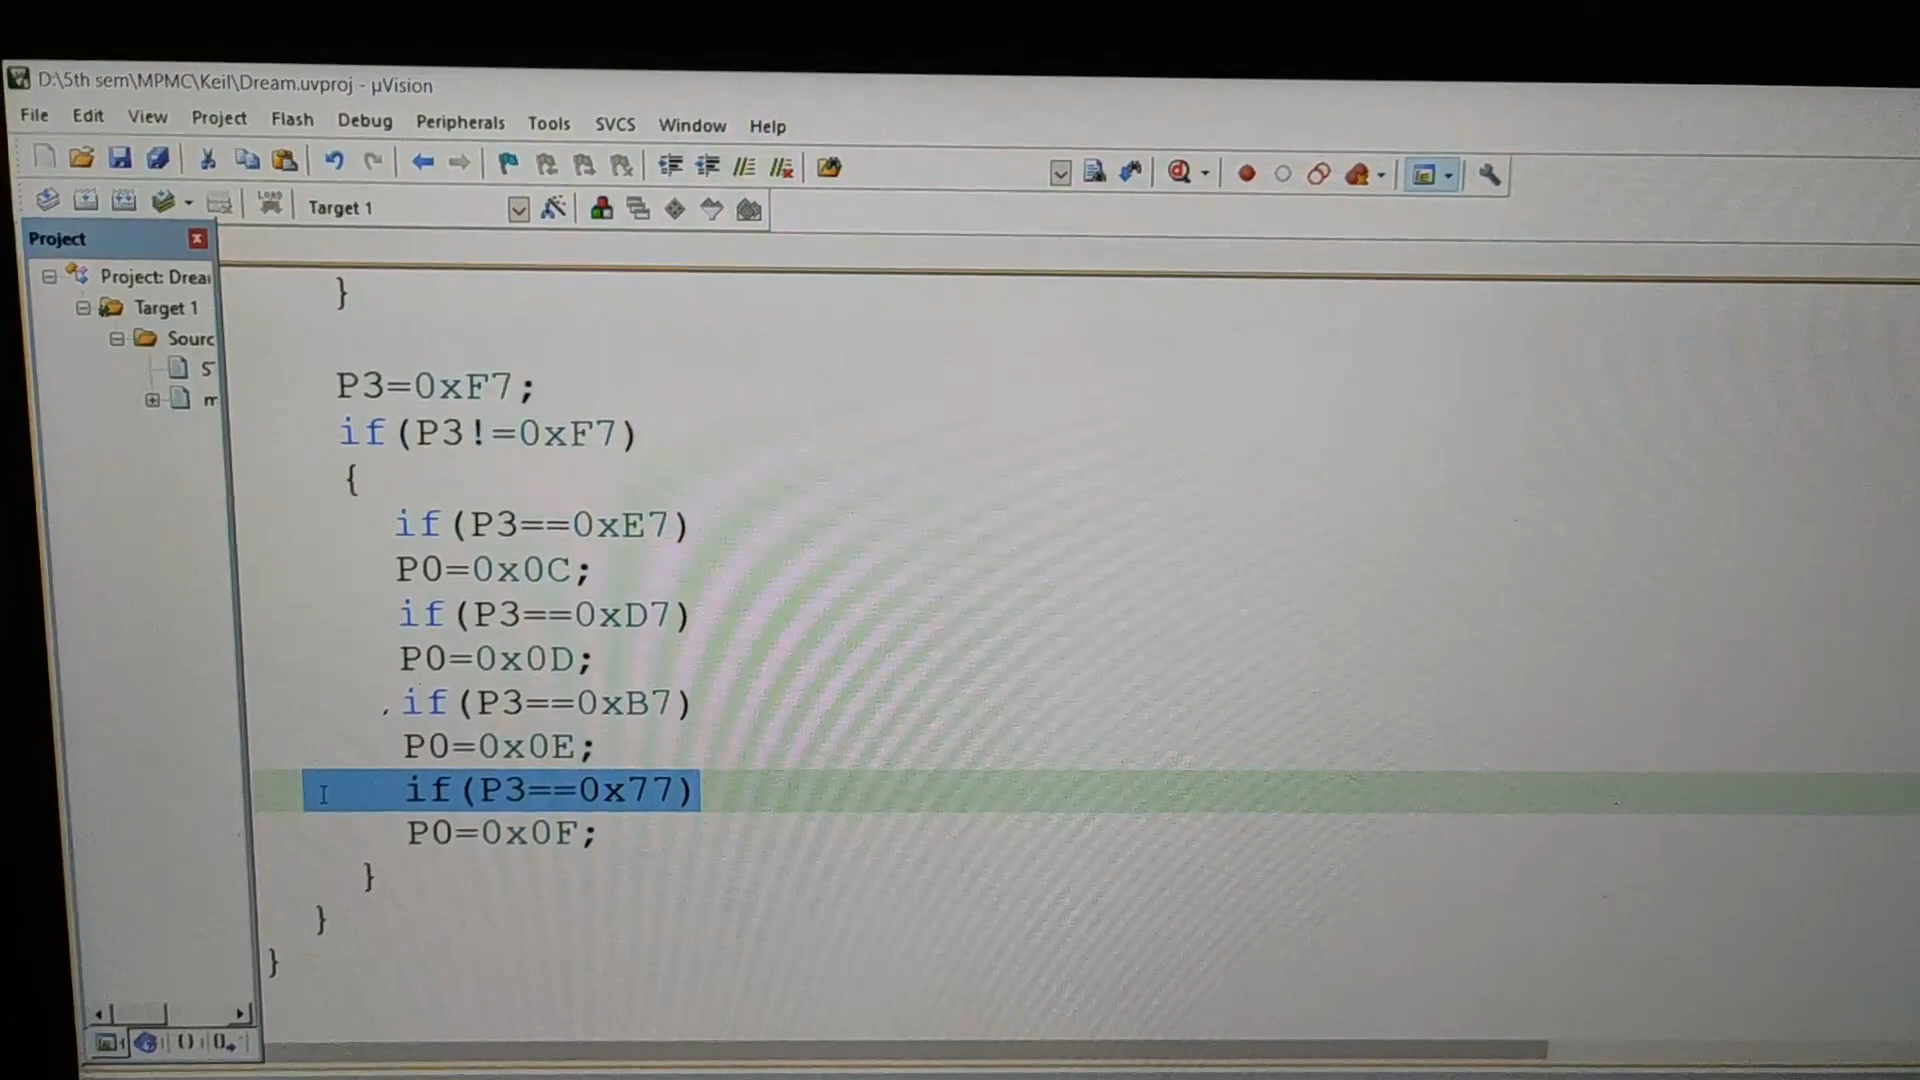 D:\5th sem\MPMC\Keil\Dream.uvproj - µVision
File Edit View Project Flash Debug Peripherals Tools SVCS Window Help
LOAD
Target 1
Project
Project: Drea
Target 1
Sourc
S
m
}
P3=0xF7;
if(P3!=0xF7)
{
if(P3==0xE7)
P0=0x0C;
if(P3==0xD7)
P0=0x0D;
if(P3==0xB7)
P0=0x0E;
if(P3==0x77)
P0=0x0F;
}
}
}